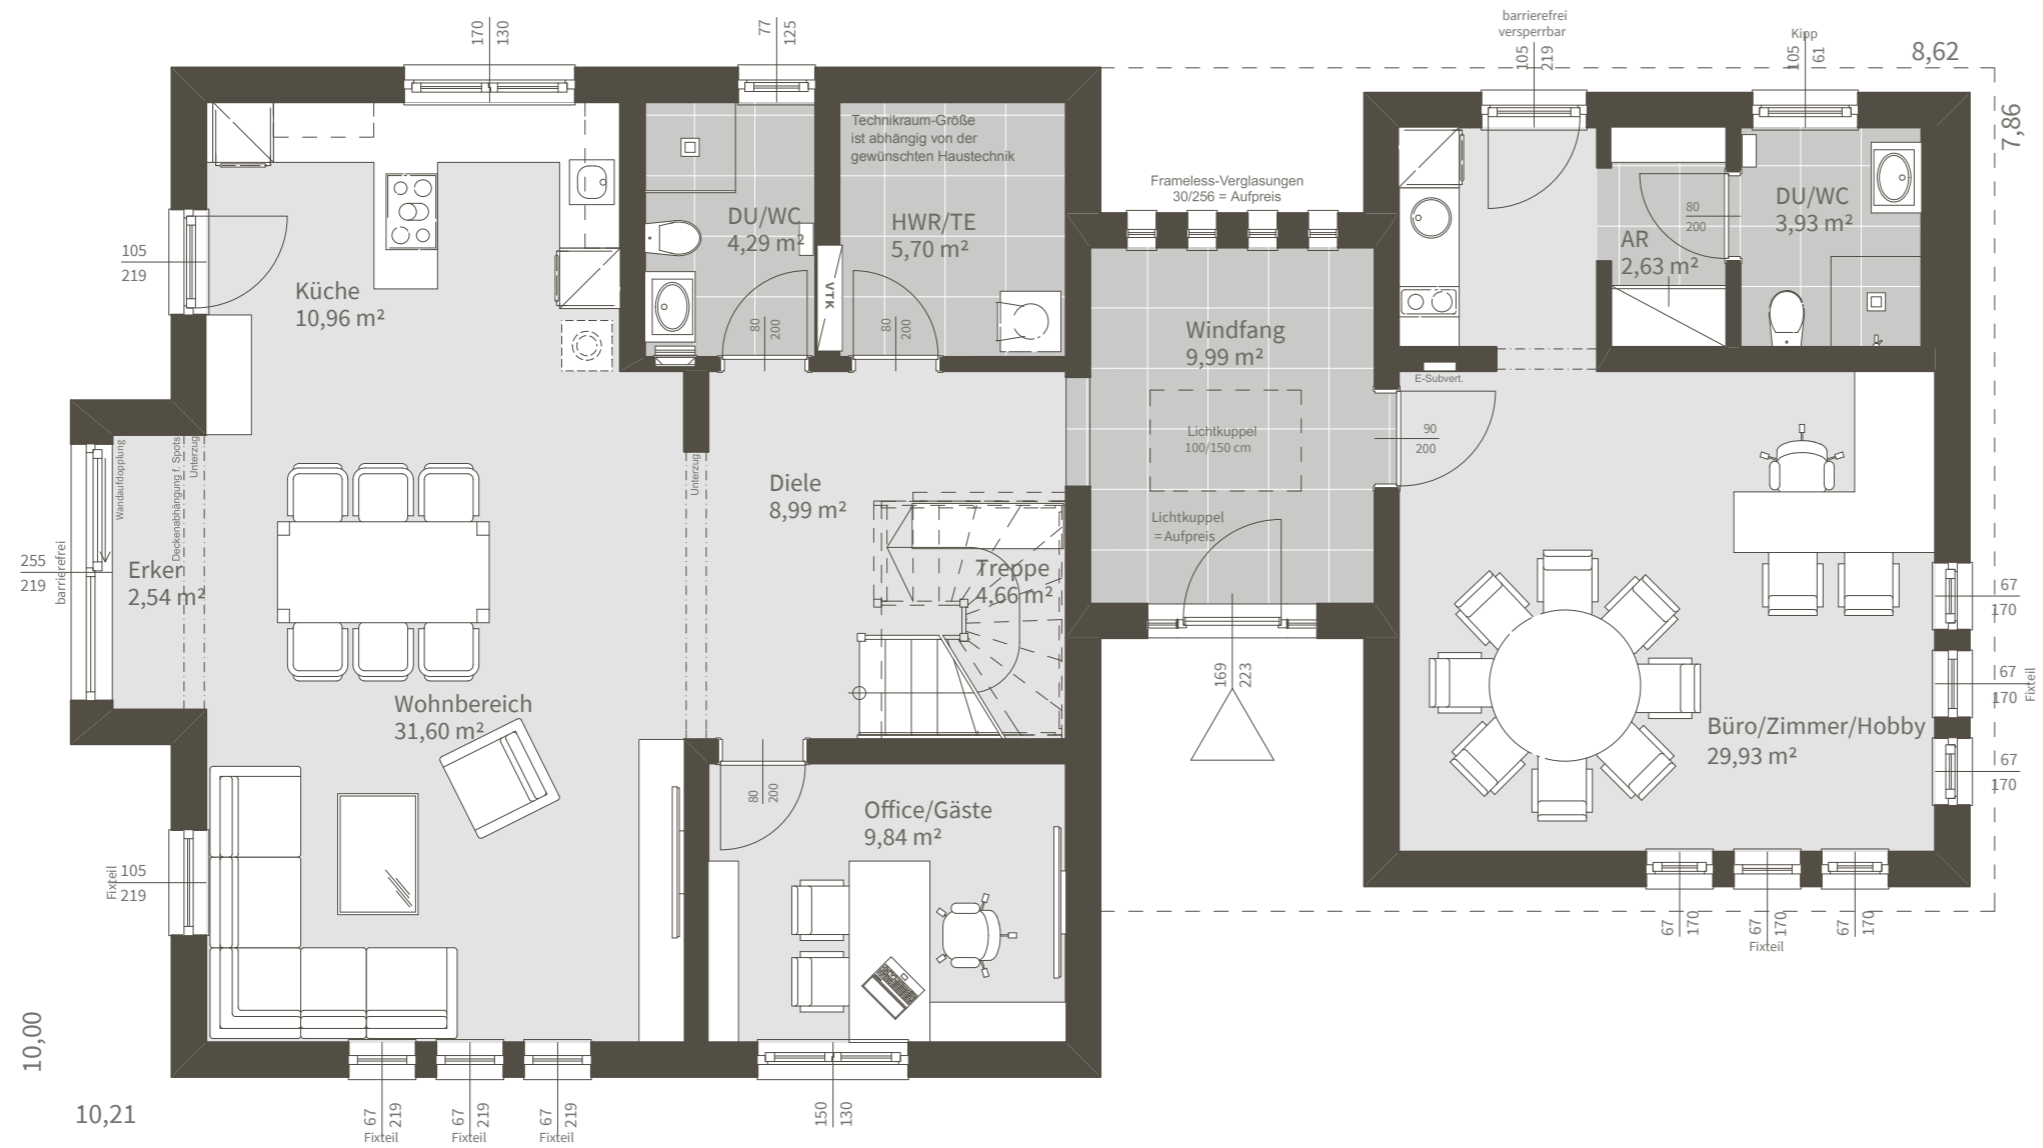 170
130
77
125
barrierefrei
versperrbar
105
219
Kipp
105
61
8,62
7,86
Technikraum-Größe
ist abhängig von der
gewünschten Haustechnik
Frameless-Verglasungen
30/256 = Aufpreis
DU/WC
4,29 m²
HWR/TE
5,70 m²
DU/WC
3,93 m²
80
200
AR
2,63 m²
105
219
Küche
10,96 m²
VTK
80
200
80
200
Windfang
9,99 m²
E-Subvert.
Lichtkuppel
100/150 cm
90
200
Wandaufdopplung
Deckenabhängung f. Spots
Unterzug
Unterzug
Diele
8,99 m²
Lichtkuppel
= Aufpreis
255
219
barrierefrei
Erker
2,54 m²
Treppe
4,66 m²
67
170
169
223
67
170
Fixteil
Wohnbereich
31,60 m²
Büro/Zimmer/Hobby
29,93 m²
67
170
80
200
Office/Gäste
9,84 m²
Fixteil
105
219
67
170
67
170
Fixteil
67
170
10,00
10,21
67
219
Fixteil
67
219
Fixteil
67
219
Fixteil
150
130